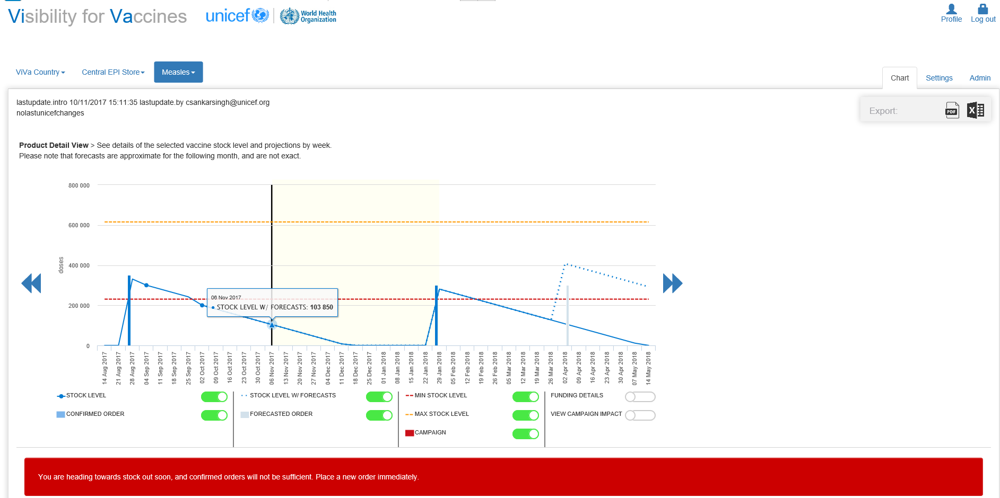 Visibility for Vaccines
unicef
World Health
Organization
Profile
Log out
ViVa Country
Central EPI Store
Measles
Chart
Settings
Admin
lastupdate.intro 10/11/2017 15:11:35 lastupdate.by csankarsingh@unicef.org
nolastunicefchanges
Export:
PDF
X
Product Detail View > See details of the selected vaccine stock level and projections by week.
Please note that forecasts are approximate for the following month, and are not exact.
800 000
600 000
400 000
200 000
0
doses
06 Nov 2017
STOCK LEVEL W/ FORECASTS: 103 850
14 Aug 2017
21 Aug 2017
28 Aug 2017
04 Sep 2017
11 Sep 2017
18 Sep 2017
25 Sep 2017
02 Oct 2017
09 Oct 2017
16 Oct 2017
23 Oct 2017
30 Oct 2017
06 Nov 2017
13 Nov 2017
20 Nov 2017
27 Nov 2017
04 Dec 2017
11 Dec 2017
18 Dec 2017
25 Dec 2017
01 Jan 2018
08 Jan 2018
15 Jan 2018
22 Jan 2018
29 Jan 2018
05 Feb 2018
12 Feb 2018
19 Feb 2018
26 Feb 2018
05 Mar 2018
12 Mar 2018
19 Mar 2018
26 Mar 2018
02 Apr 2018
09 Apr 2018
16 Apr 2018
23 Apr 2018
30 Apr 2018
07 May 2018
14 May 2018
STOCK LEVEL
CONFIRMED ORDER
STOCK LEVEL W/ FORECASTS
FORECASTED ORDER
MIN STOCK LEVEL
MAX STOCK LEVEL
CAMPAIGN
FUNDING DETAILS
VIEW CAMPAIGN IMPACT
You are heading towards stock out soon, and confirmed orders will not be sufficient. Place a new order immediately.